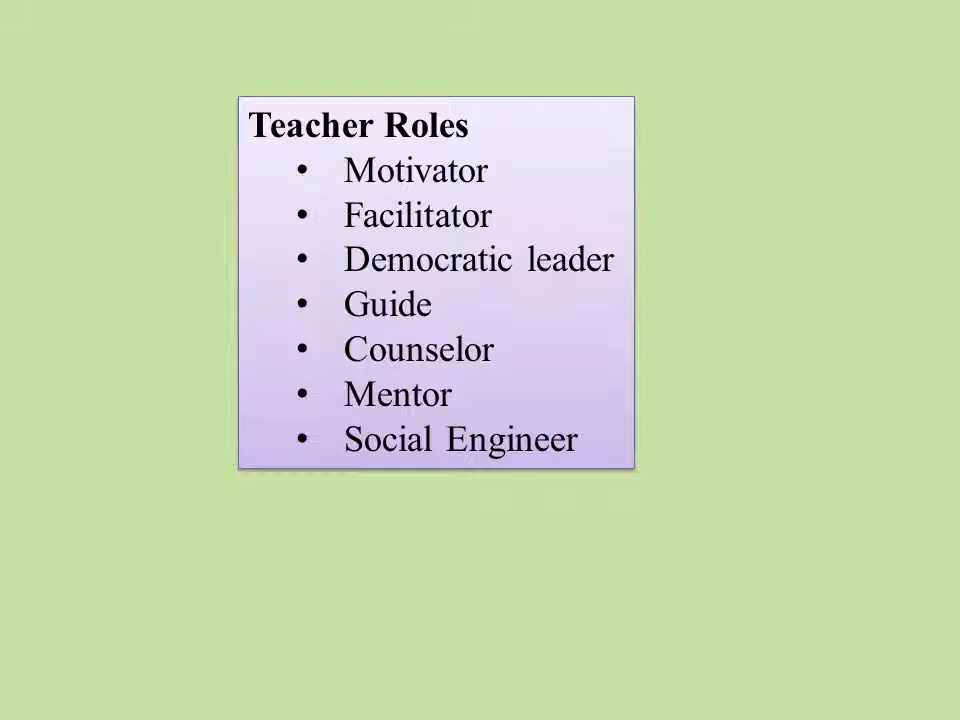 Teacher Roles
• Motivator
• Facilitator
• Democratic leader
• Guide
• Counselor
• Mentor
• Social Engineer